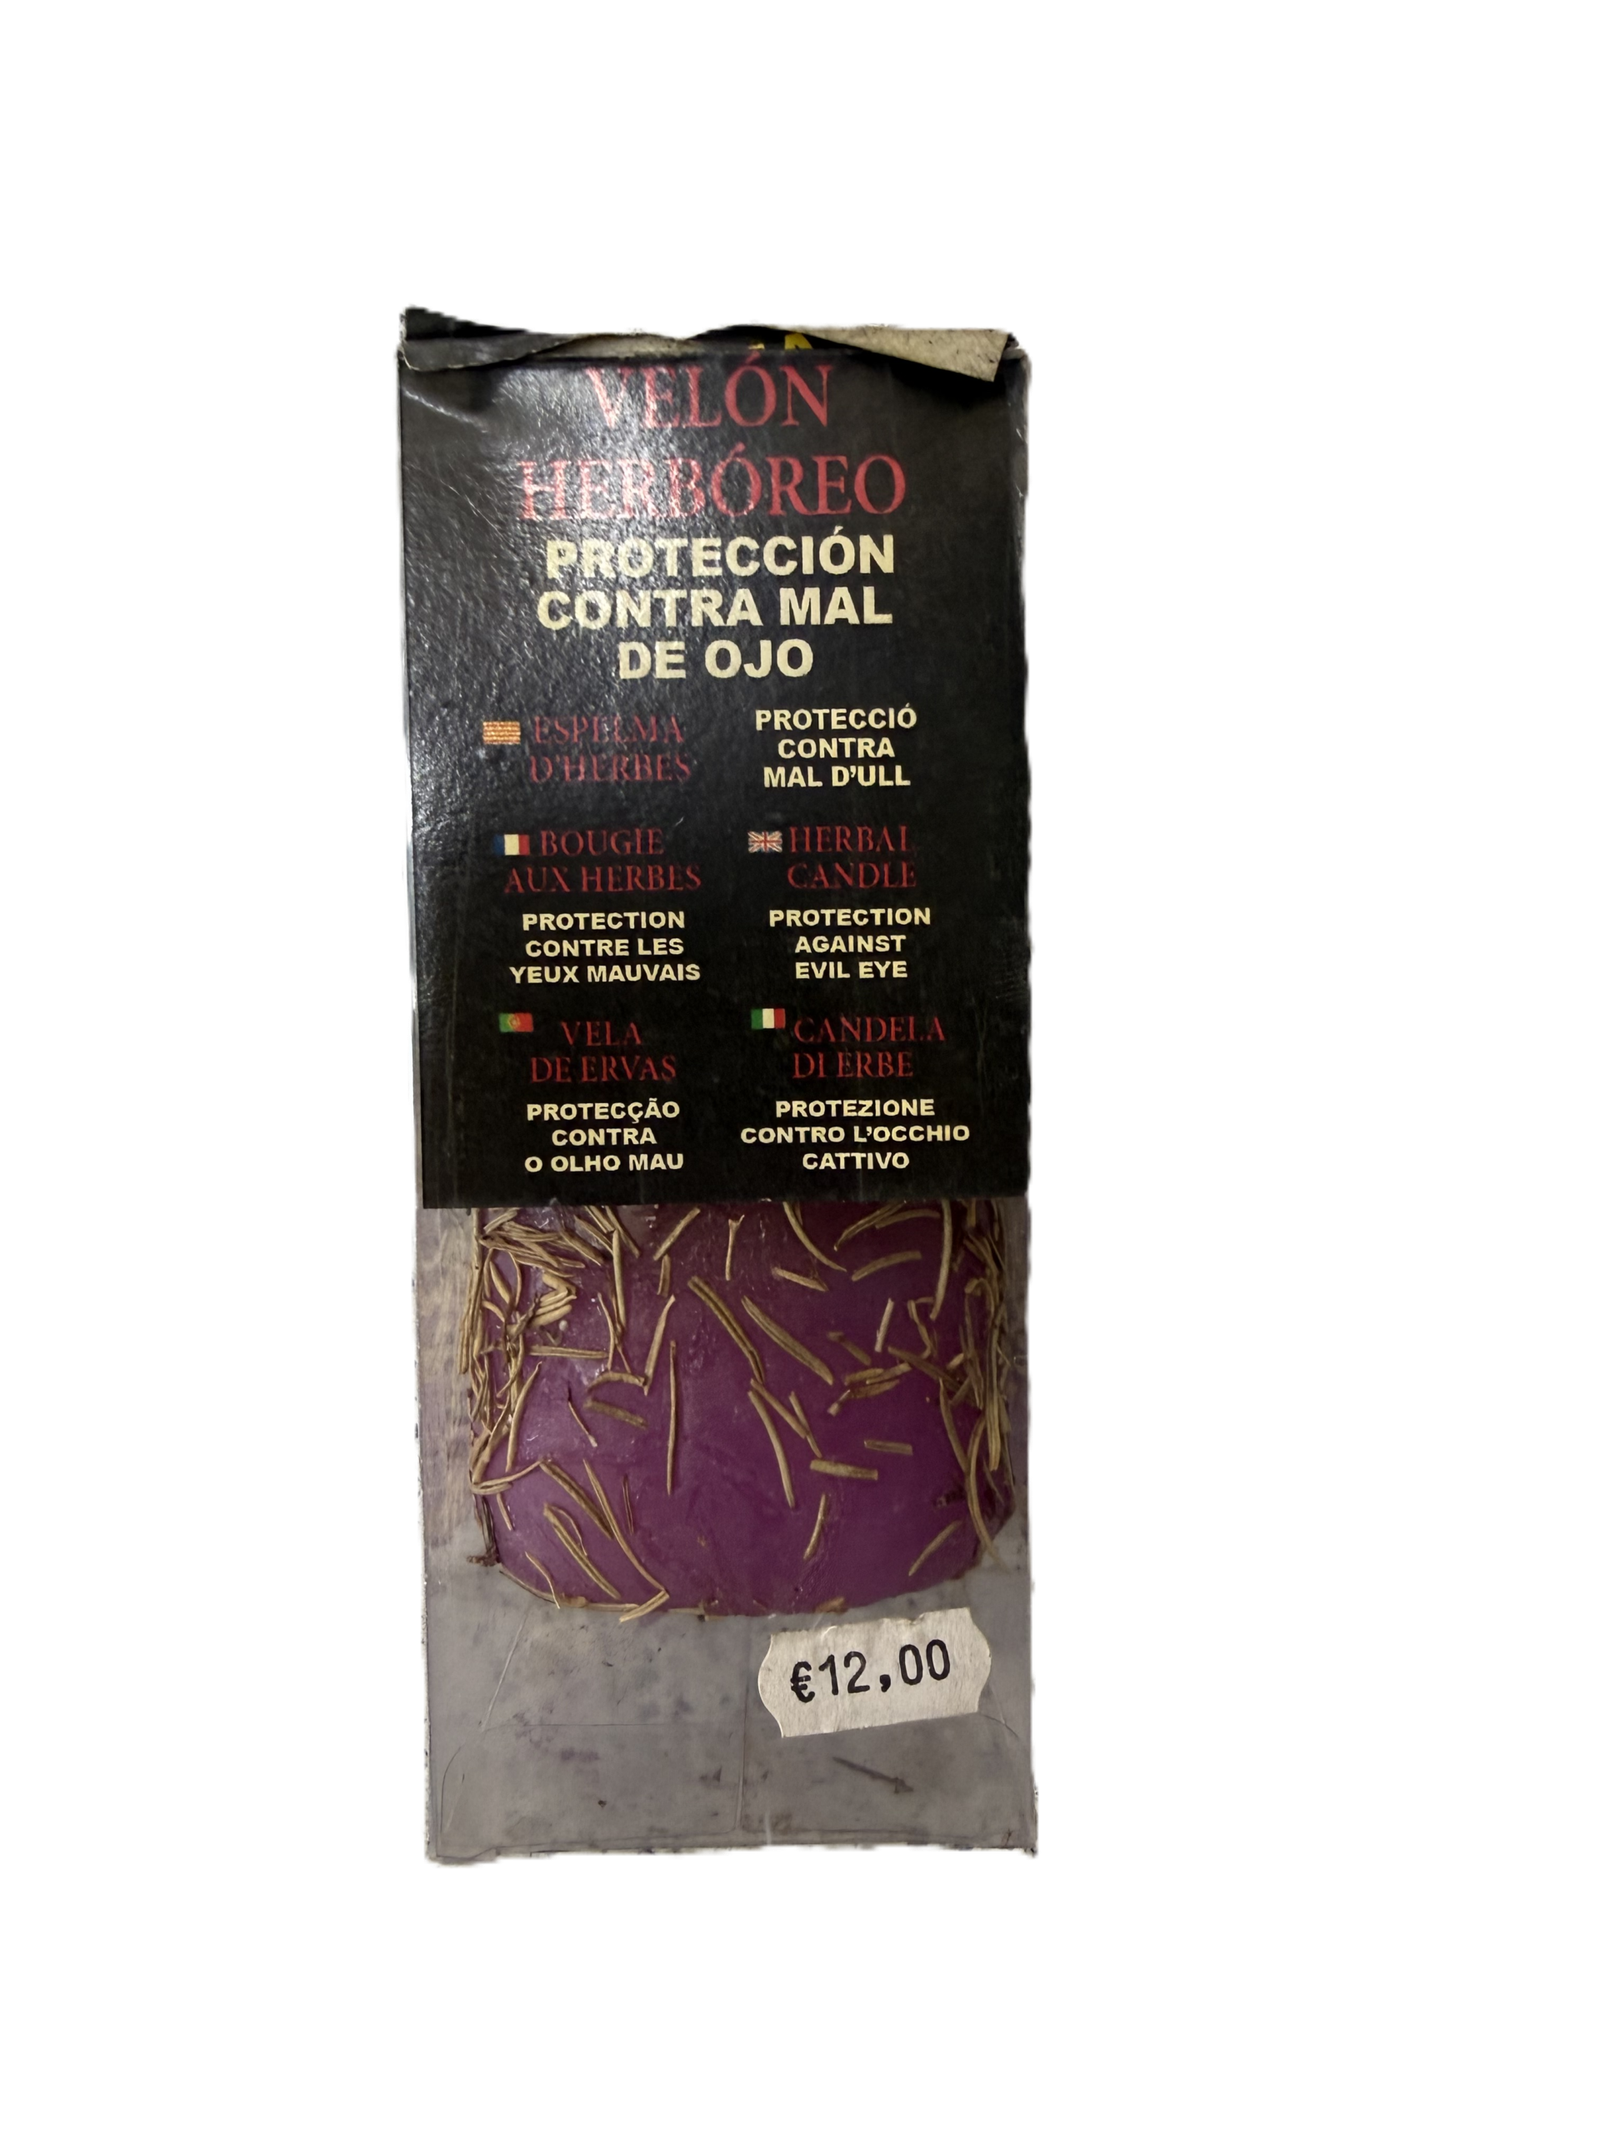 VELÓN
HERBÓREO
PROTECCIÓN
CONTRA MAL
DE OJO
ESPELMA
D'HERBES
PROTECCIÓ
CONTRA
MAL D'ULL
BOUGIE
AUX HERBES
PROTECTION
CONTRE LES
YEUX MAUVAIS
HERBAL
CANDLE
PROTECTION
AGAINST
EVIL EYE
VELA
DE ERVAS
PROTECÇÃO
CONTRA
O OLHO MAU
CANDELA
DI ERBE
PROTEZIONE
CONTRO L'OCCHIO
CATTIVO
€12,00